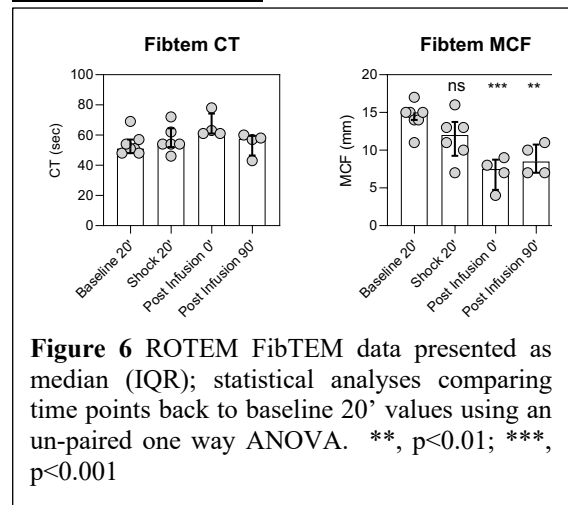 Fibtem CT
100
80
60
40
20
0
CT (sec)
Baseline 20'
Shock 20'
Post Infusion 0'
Post Infusion 90'
Fibtem MCF
20
15
10
5
0
MCF (mm)
ns *** **
Baseline 20'
Shock 20'
Post Infusion 0'
Post Infusion 90'
Figure 6 ROTEM FibTEM data presented as
median (IQR); statistical analyses comparing
time points back to baseline 20’ values using an
un-paired one way ANOVA. **, p<0.01; ***,
p<0.001